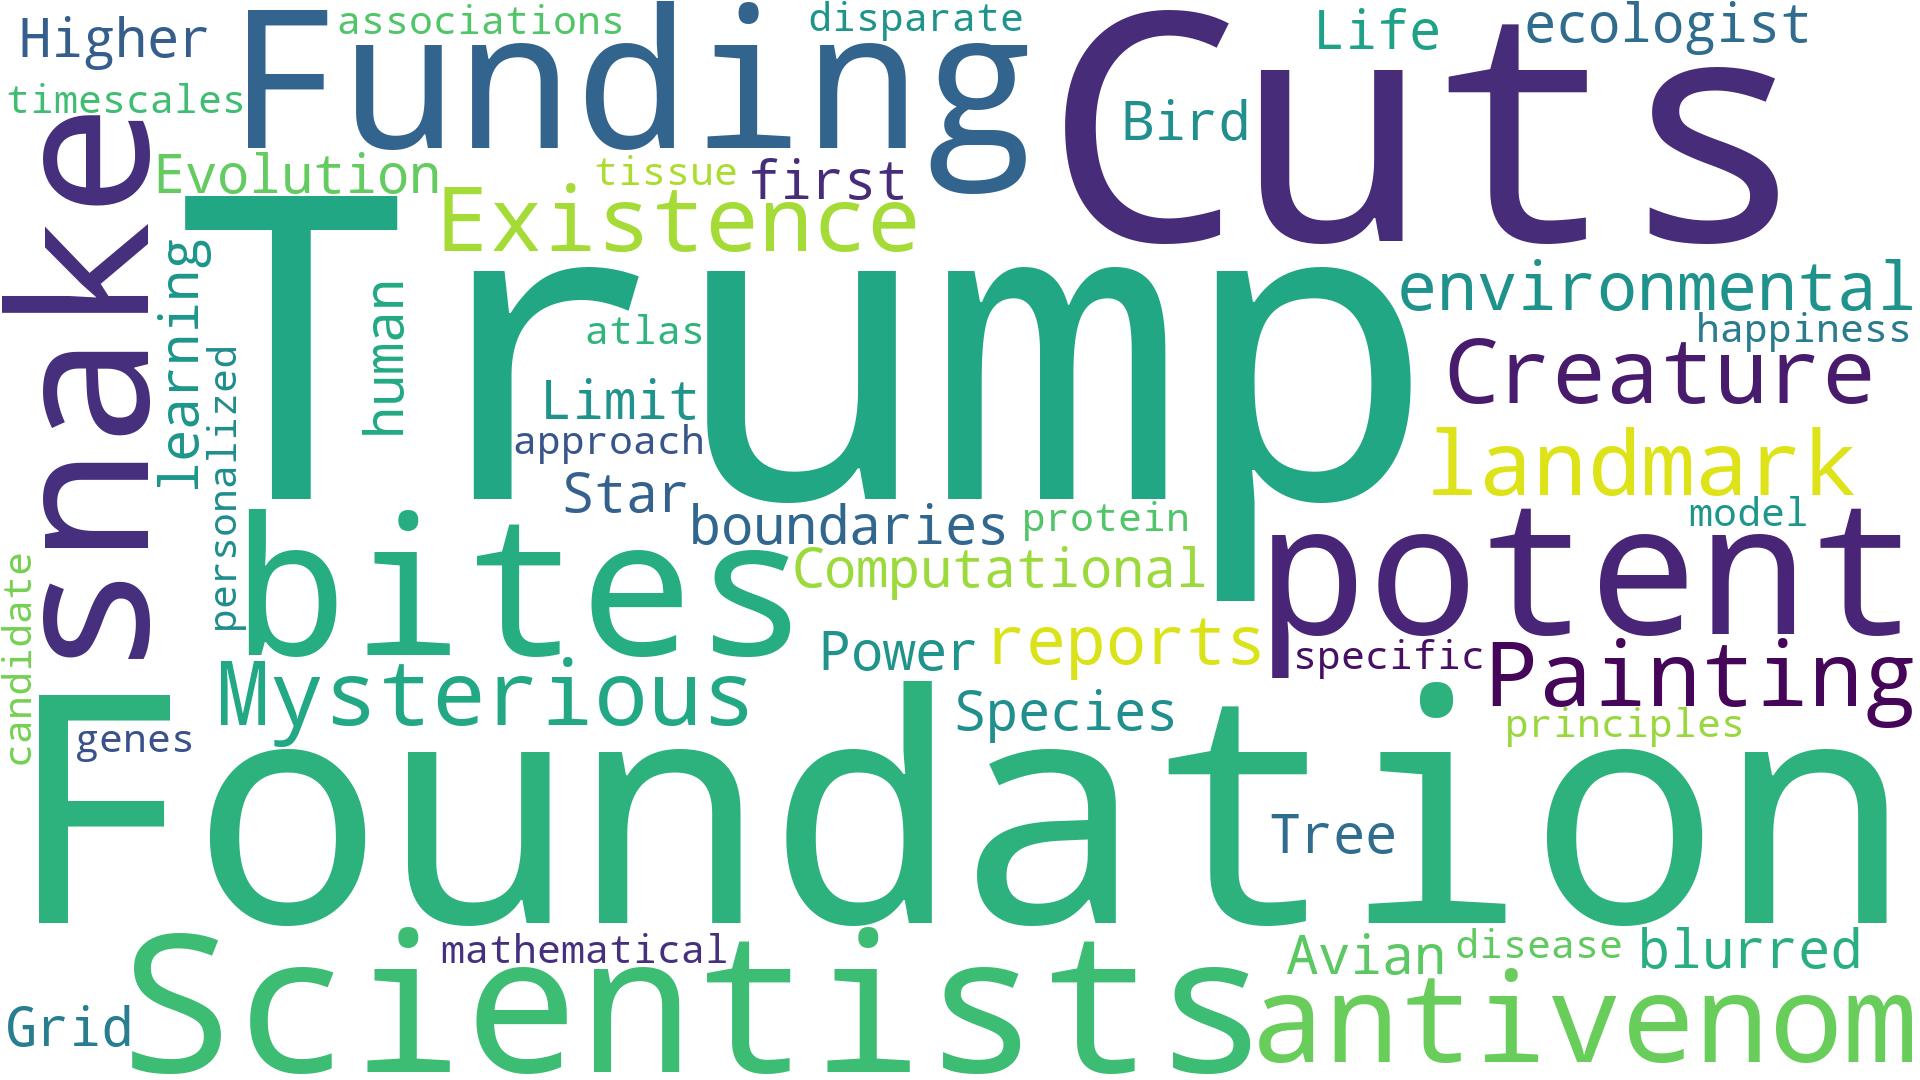 Higher
associations
disparate
Life
ecologist
Funding
Cuts
timescales
Bird
snake
Evolution
tissue
first
Existence
Trump
learning
environmental
human
atlas
happiness
personalized
Creature
Limit
approach
landmark
Star
boundaries
protein
model
potent
bites
Computational
candidate
Power
reports
specific
Painting
Mysterious
Species
principles
genes
Foundation
Tree
mathematical
Avian
disease
blurred
Scientists
Grid
antivenom